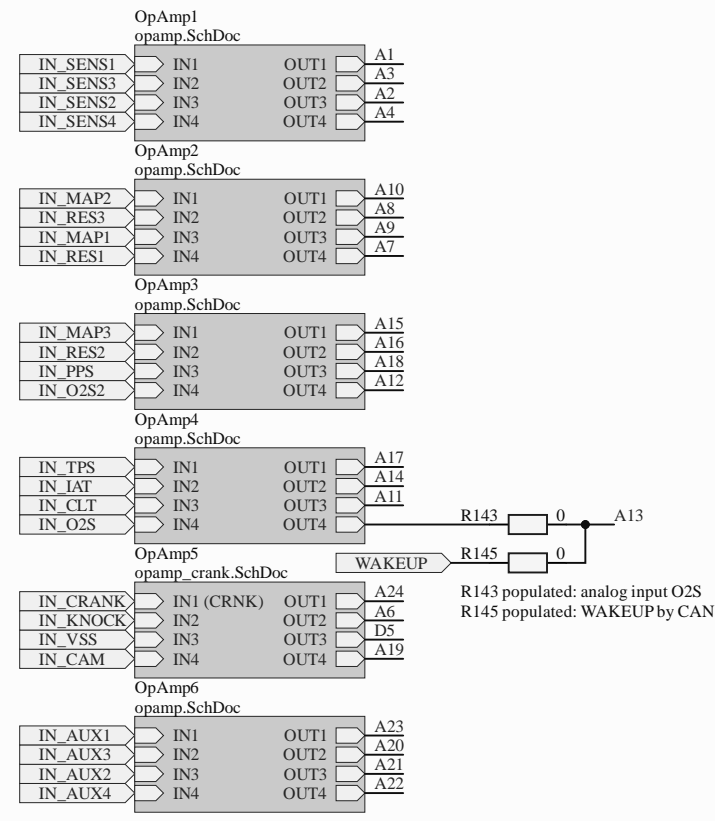 OpAmp1
opamp.SchDoc
IN_SENS1 IN1 OUT1 A1
IN_SENS3 IN2 OUT2 A3
IN_SENS2 IN3 OUT3 A2
IN_SENS4 IN4 OUT4 A4
OpAmp2
opamp.SchDoc
IN_MAP2 IN1 OUT1 A10
IN_RES3 IN2 OUT2 A8
IN_MAP1 IN3 OUT3 A9
IN_RES1 IN4 OUT4 A7
OpAmp3
opamp.SchDoc
IN_MAP3 IN1 OUT1 A15
IN_RES2 IN2 OUT2 A16
IN_PPS IN3 OUT3 A18
IN_O2S2 IN4 OUT4 A12
OpAmp4
opamp.SchDoc
IN_TPS IN1 OUT1 A17
IN_IAT IN2 OUT2 A14
IN_CLT IN3 OUT3 A11
IN_O2S IN4 OUT4 R143 0 A13
WAKEUP R145 0
R143 populated: analog input O2S
R145 populated: WAKEUP by CAN
OpAmp5
opamp_crank.SchDoc
IN_CRANK IN1 (CRNK) OUT1 A24
IN_KNOCK IN2 OUT2 A6
IN_VSS IN3 OUT3 D5
IN_CAM IN4 OUT4 A19
OpAmp6
opamp.SchDoc
IN_AUX1 IN1 OUT1 A23
IN_AUX3 IN2 OUT2 A20
IN_AUX2 IN3 OUT3 A21
IN_AUX4 IN4 OUT4 A22